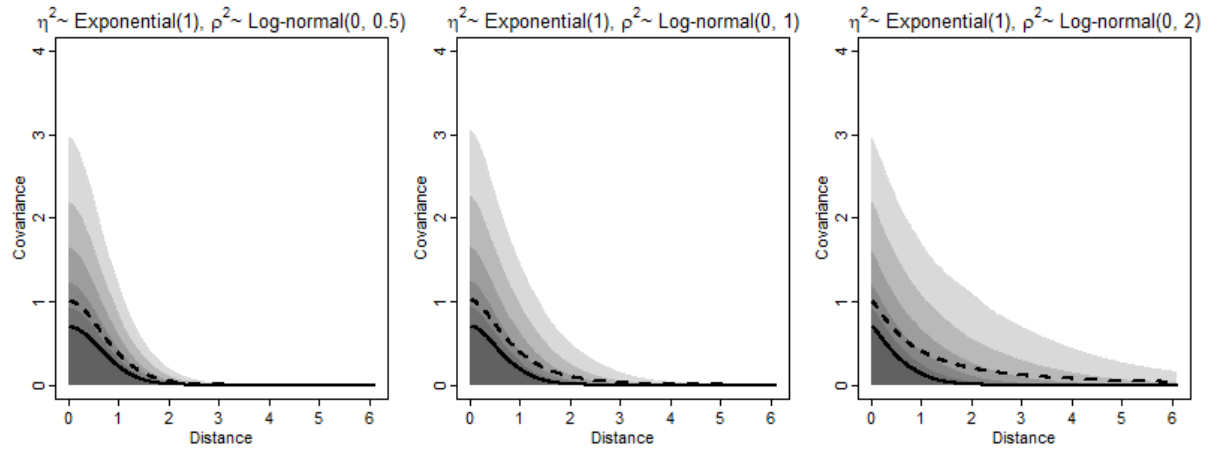 η²~ Exponential(1), ρ²~ Log-normal(0, 0.5)
4
3
2
1
0
Covariance
0 1 2 3 4 5 6
Distance
η²~ Exponential(1), ρ²~ Log-normal(0, 1)
4
3
2
1
0
Covariance
0 1 2 3 4 5 6
Distance
η²~ Exponential(1), ρ²~ Log-normal(0, 2)
4
3
2
1
0
Covariance
0 1 2 3 4 5 6
Distance